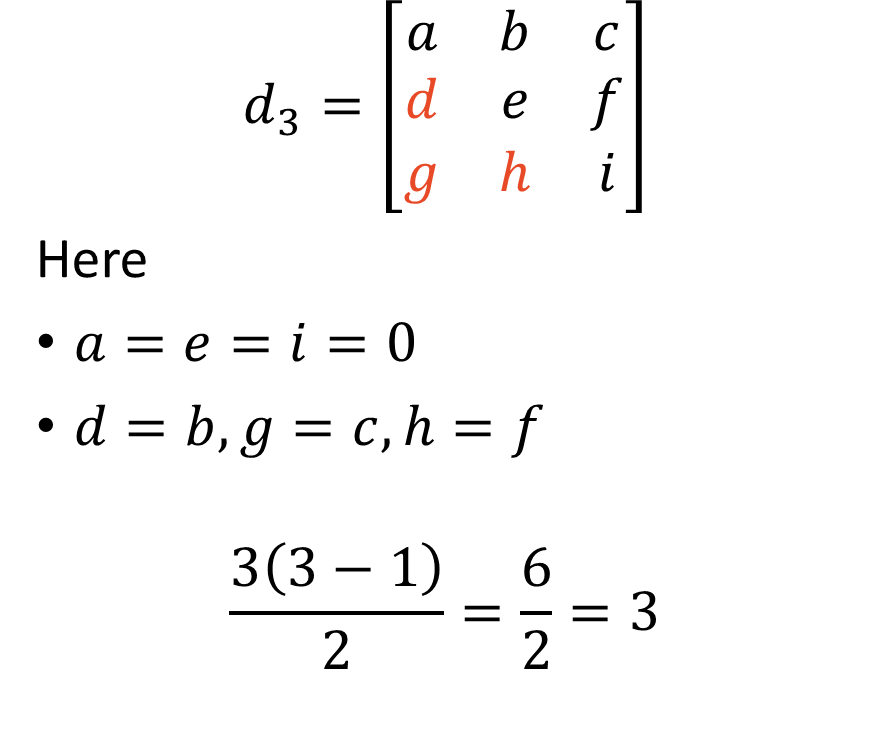 d₃ = [a b c
d e f
g h i]
Here
• a = e = i = 0
• d = b, g = c, h = f
3(3 − 1)/2 = 6/2 = 3